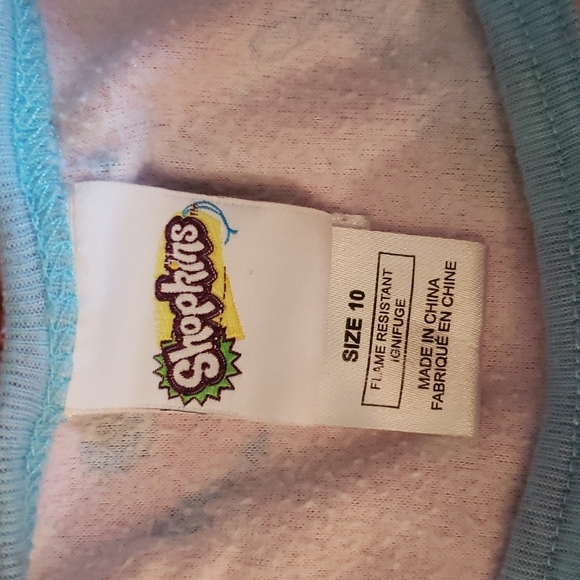 Shopkins
SIZE 10
FLAME RESISTANT
IGNIFUGE
MADE IN CHINA
FABRIQUÉ EN CHINE